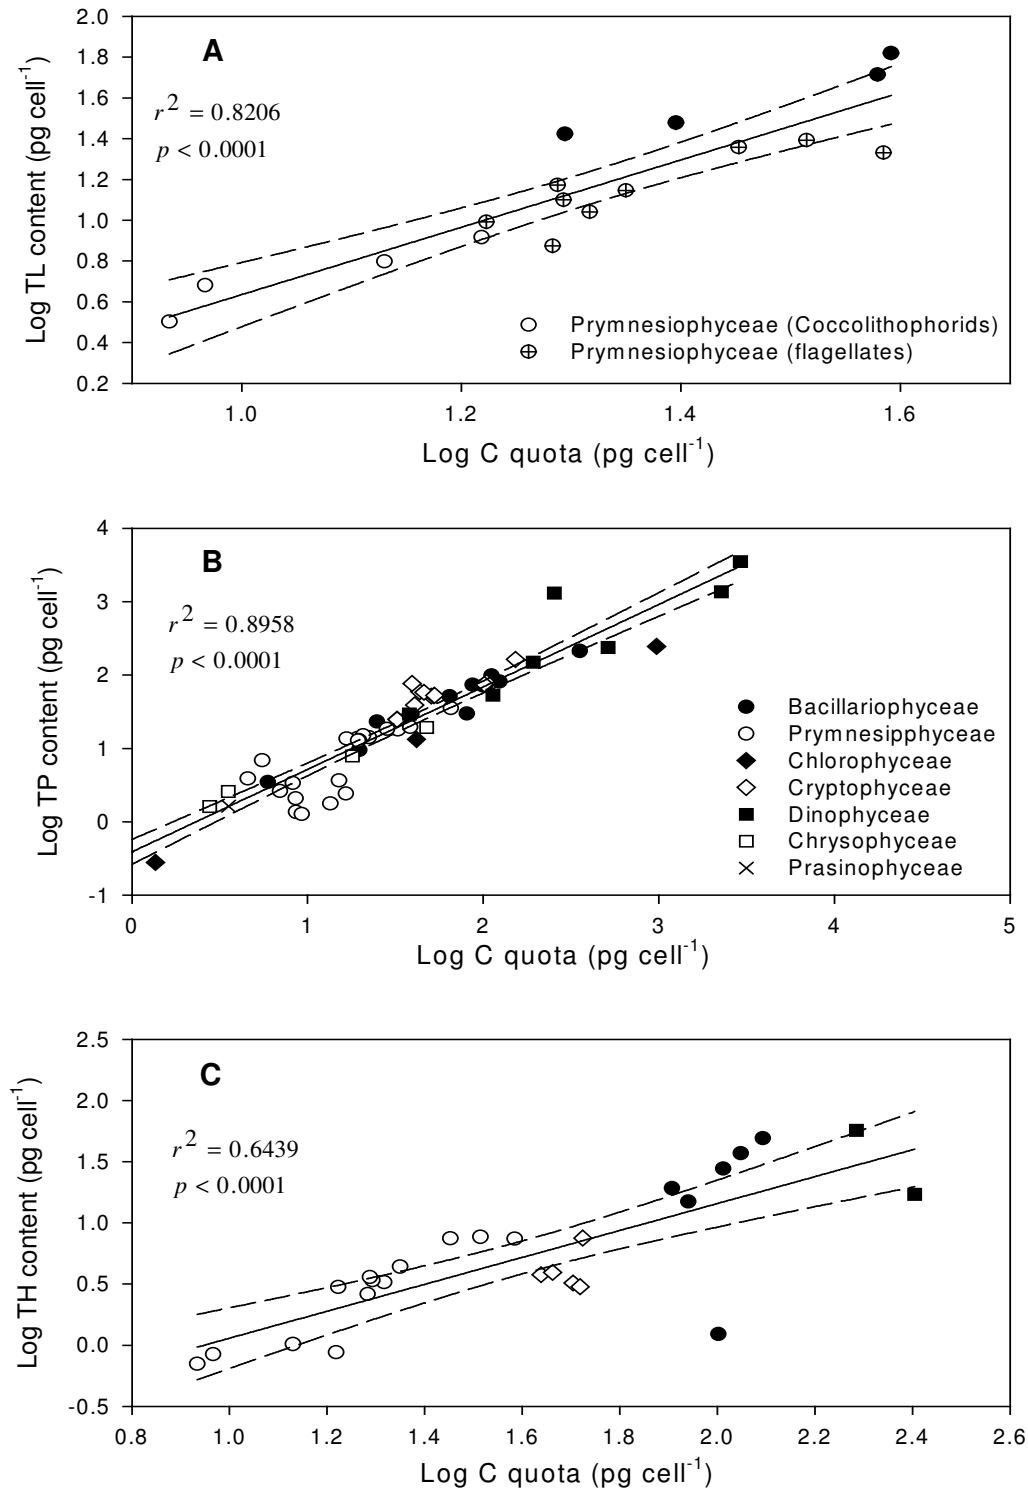 A
r² = 0.8206
p < 0.0001
Log TL content (pg cell⁻¹)
2.0
1.8
1.6
1.4
1.2
1.0
0.8
0.6
0.4
0.2
Prymnesiophyceae (Coccolithophorids)
Prymnesiophyceae (flagellates)
1.0 1.2 1.4 1.6
Log C quota (pg cell⁻¹)
B
r² = 0.8958
p < 0.0001
Log TP content (pg cell⁻¹)
4
3
2
1
0
-1
Bacillariophyceae
Prymnesipphyceae
Chlorophyceae
Cryptophyceae
Dinophyceae
Chrysophyceae
Prasinophyceae
0 1 2 3 4 5
Log C quota (pg cell⁻¹)
C
r² = 0.6439
p < 0.0001
Log TH content (pg cell⁻¹)
2.5
2.0
1.5
1.0
0.5
0.0
-0.5
0.8 1.0 1.2 1.4 1.6 1.8 2.0 2.2 2.4 2.6
Log C quota (pg cell⁻¹)